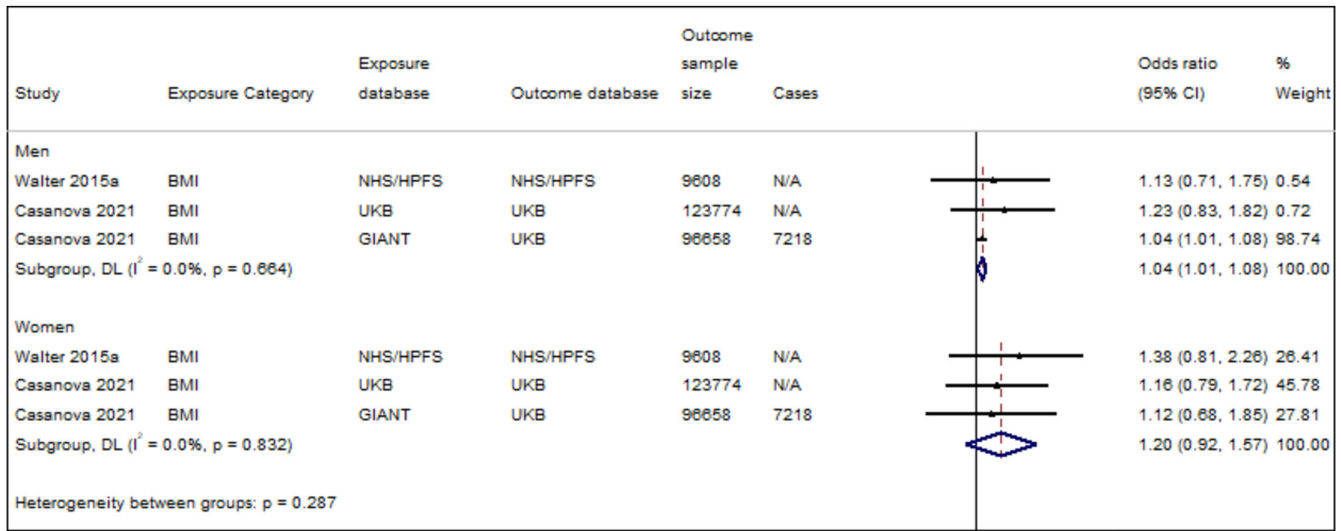 Outcome
Exposure sample Odds ratio %
Study Exposure Category database Outcome database size Cases (95% CI) Weight
Men
Walter 2015a BMI NHS/HPFS NHS/HPFS 9608 N/A 1.13 (0.71, 1.75) 0.54
Casanova 2021 BMI UKB UKB 123774 N/A 1.23 (0.83, 1.82) 0.72
Casanova 2021 BMI GIANT UKB 96658 7218 1.04 (1.01, 1.08) 98.74
Subgroup, DL (I² = 0.0%, p = 0.664) 1.04 (1.01, 1.08) 100.00
Women
Walter 2015a BMI NHS/HPFS NHS/HPFS 9608 N/A 1.38 (0.81, 2.26) 26.41
Casanova 2021 BMI UKB UKB 123774 N/A 1.16 (0.79, 1.72) 45.78
Casanova 2021 BMI GIANT UKB 96658 7218 1.12 (0.68, 1.85) 27.81
Subgroup, DL (I² = 0.0%, p = 0.832) 1.20 (0.92, 1.57) 100.00
Heterogeneity between groups: p = 0.287